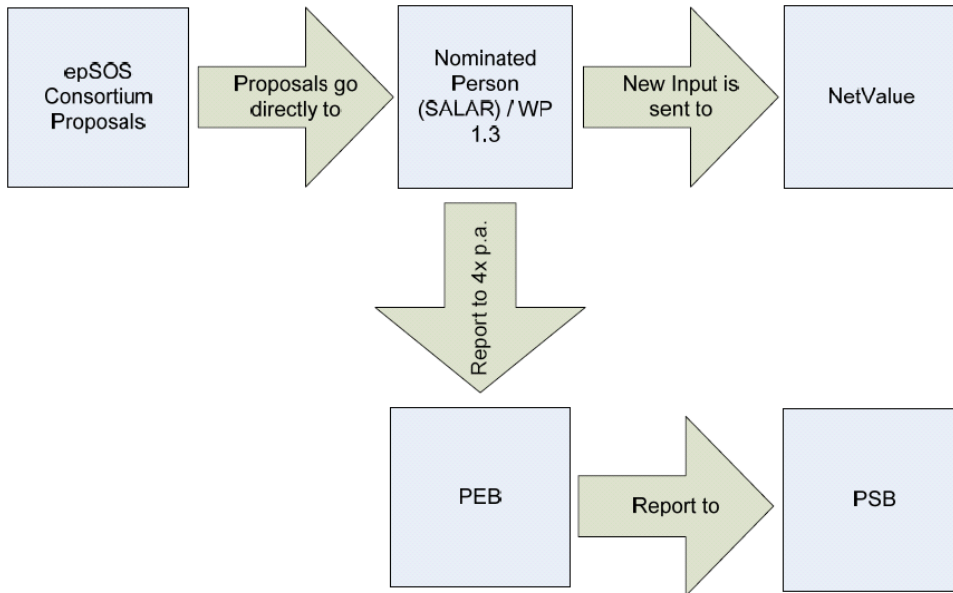 epSOS
Consortium
Proposals
Proposals go
directly to
Nominated
Person
(SALAR) / WP
1.3
New Input is
sent to
NetValue
Report to 4x p.a.
PEB
Report to
PSB